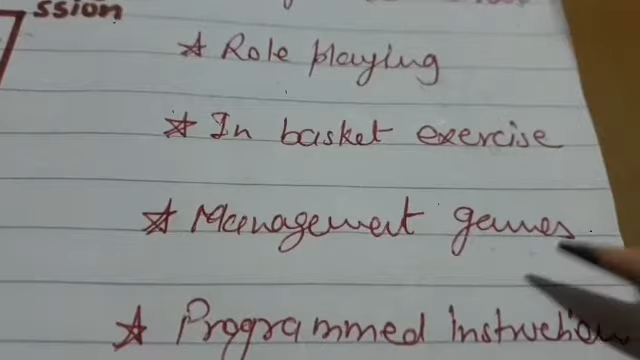 ssion
☆ Role playing
☆ In basket exercise
☆ Management games
☆ Programmed instruction